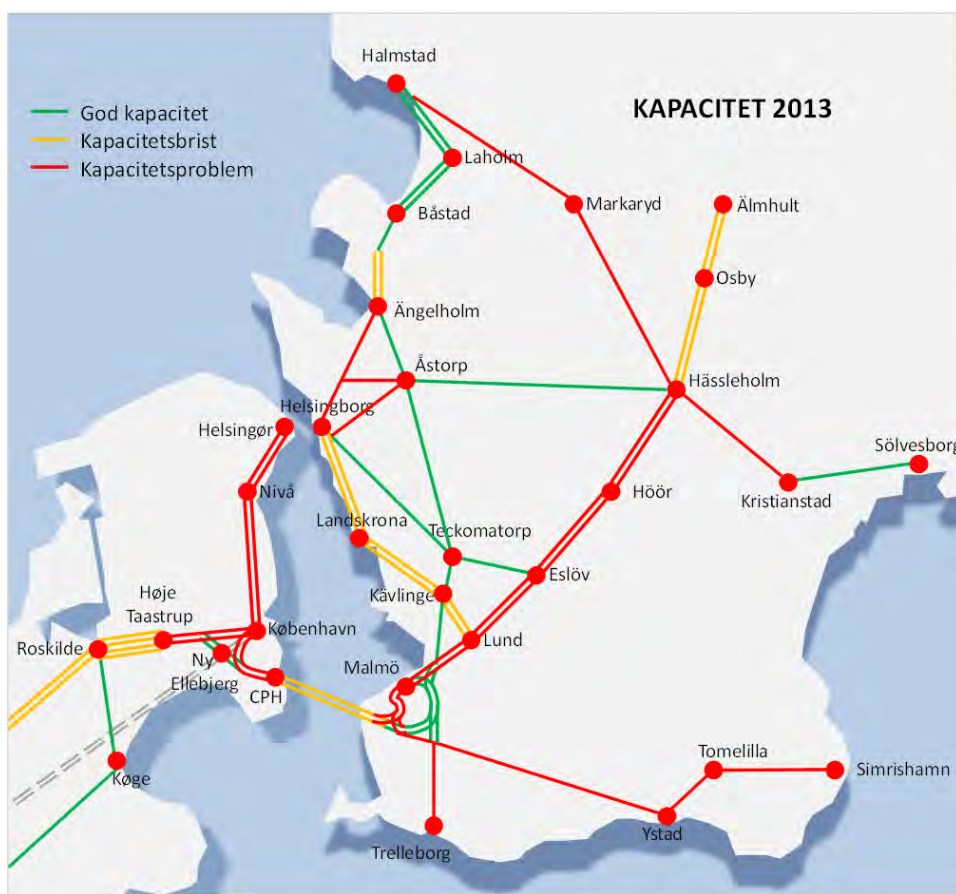 Halmstad
KAPACITET 2013
God kapacitet
Kapacitetsbrist
Kapacitetsproblem
Laholm
Markaryd
Älmhult
Båstad
Osby
Ängelholm
Åstorp
Hässleholm
Helsingborg
Helsingør
Sölvesborg
Nivå
Höör
Kristianstad
Landskrona
Teckomatorp
Eslöv
Kävlinge
Høje
Taastrup
København
Lund
Roskilde
Ny
Ellebjerg
Malmö
CPH
Køge
Tomelilla
Simrishamn
Ystad
Trelleborg